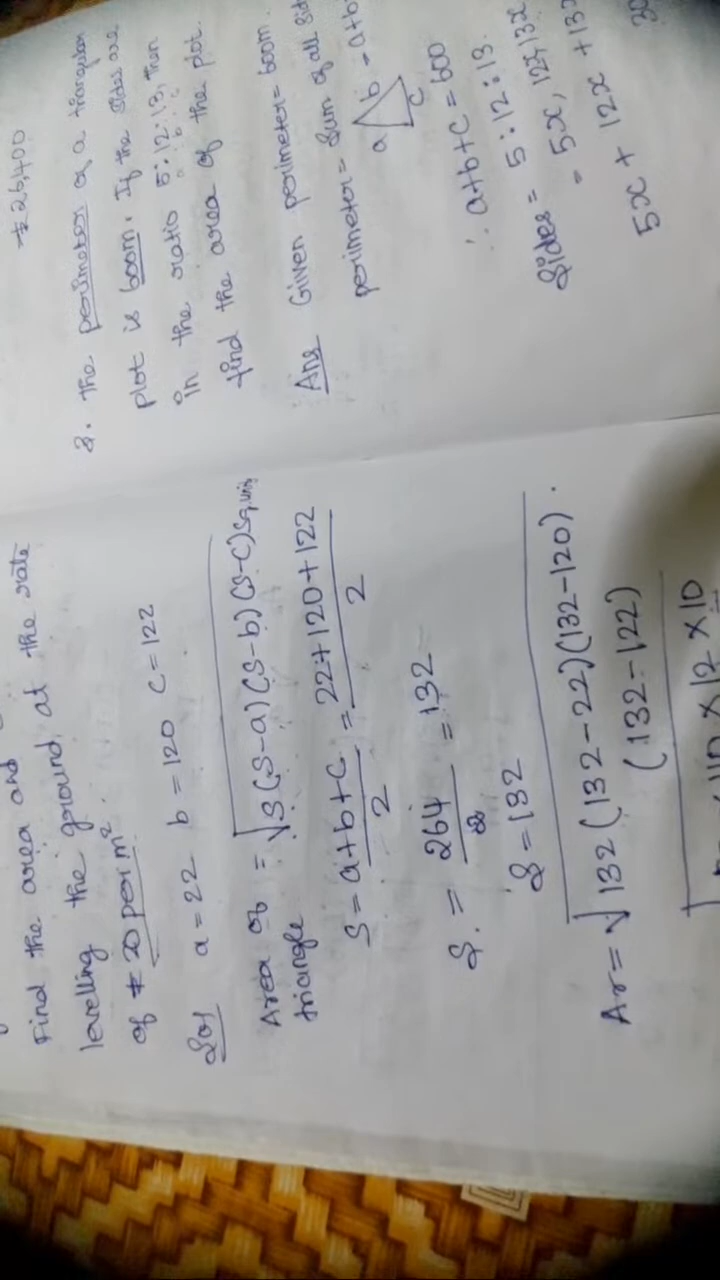 Find the area and
levelling the ground, at the rate
of ₹ 20 per m².
Sol a = 22 b = 120 c = 122
Area of = √S(S-a)(S-b)(S-c) sq.units
triangle
S = a+b+c/2 = 22+120+122/2
S. = 264/2 = 132
S = 132
Ar = √132(132-22)(132-120).
(132-122)
× 12 × 10
₹ 26,400
2. The perimeter of a triangular
plot is 600m. If the sides are
in the ratio 5:12:13, then
a b c
find the area of the plot.
Ans Given perimeter = 600m.
perimeter = Sum of all
= a+b
a b
c
∴ a+b+c = 600
Sides = 5:12:13.
= 5x, 12x, 13x
5x + 12x + 13
30